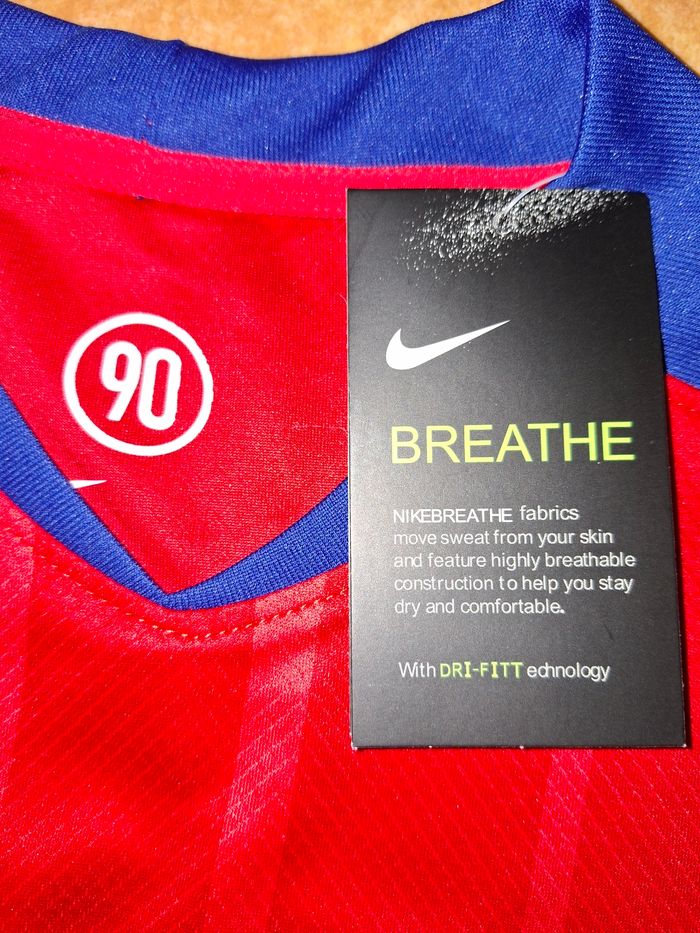 90
BREATHE
NIKEBREATHE fabrics
move sweat from your skin
and feature highly breathable
construction to help you stay
dry and comfortable.
With DRI-FITT echnology